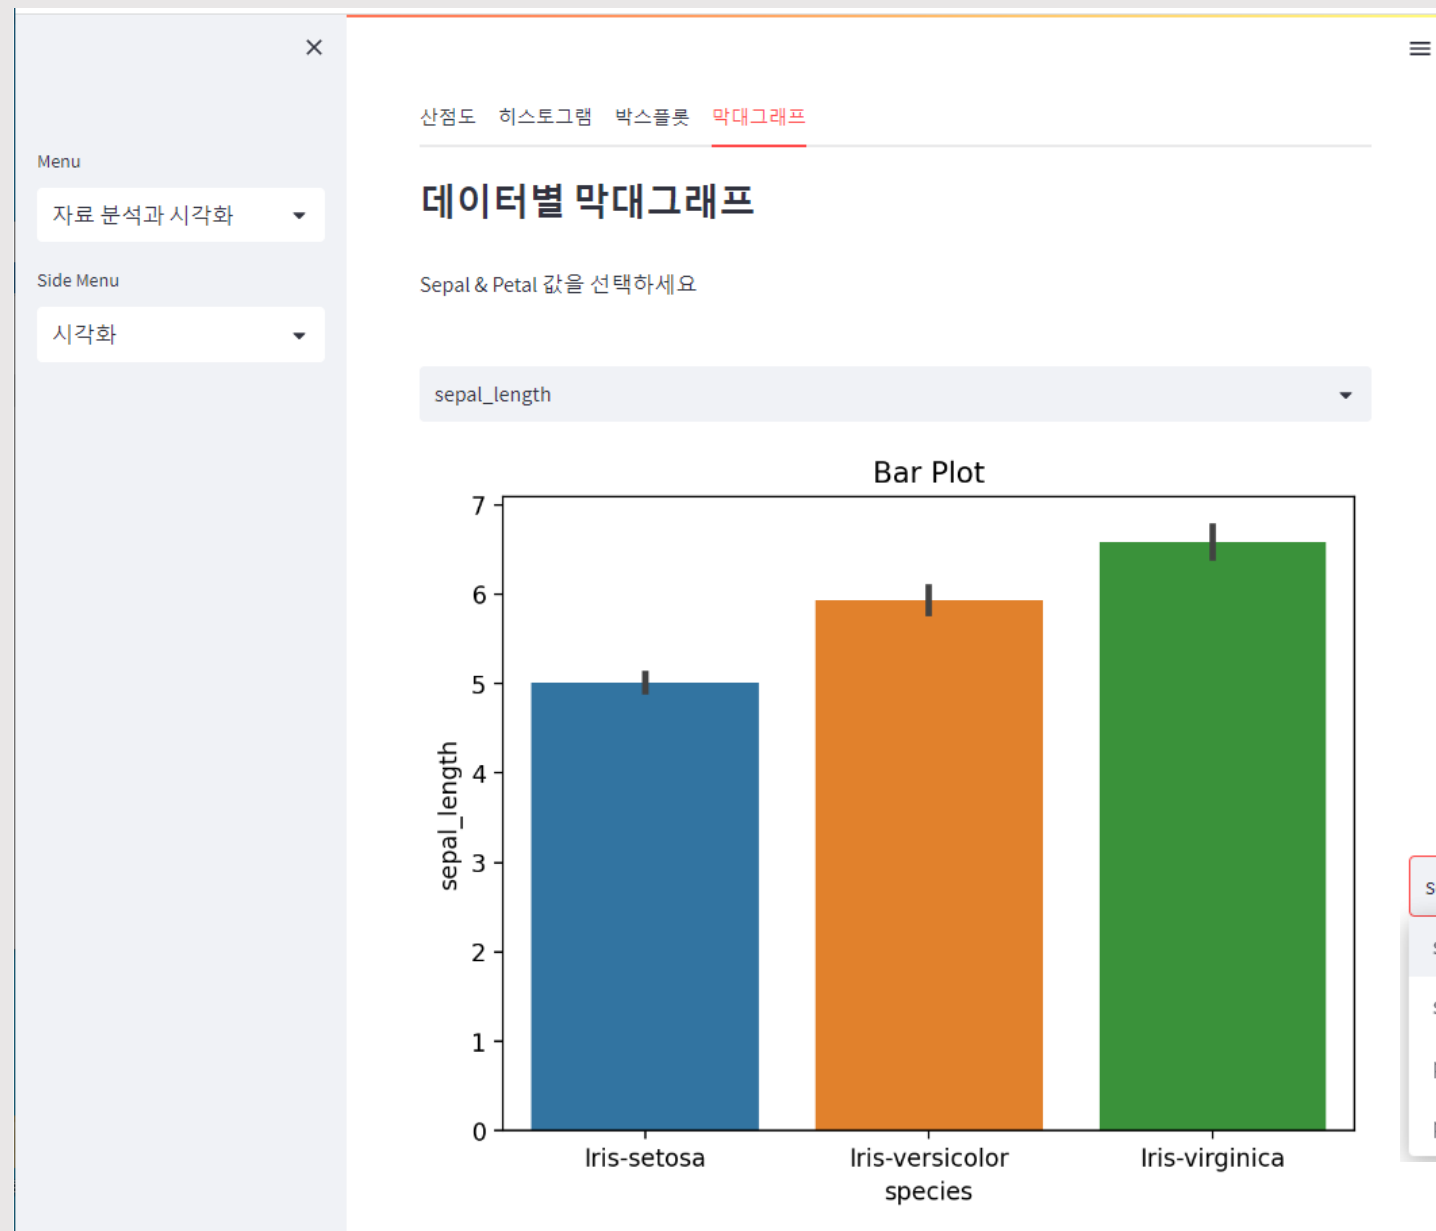 Menu
자료 분석과 시각화
Side Menu
시각화
산점도 히스토그램 박스플롯 막대그래프
데이터별 막대그래프
Sepal & Petal 값을 선택하세요
sepal_length
Bar Plot
7
6
5
4
3
2
1
0
sepal_length
Iris-setosa Iris-versicolor Iris-virginica
species